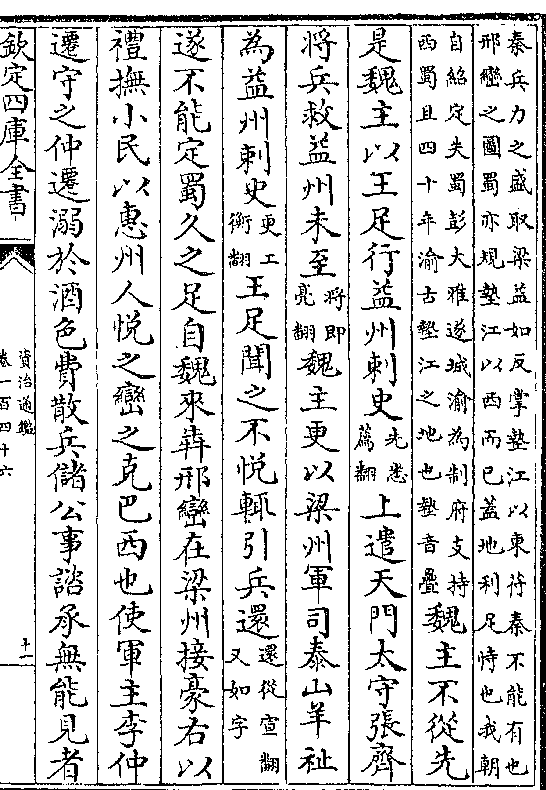 秦兵力之盛取梁益如反掌墊江以東苻秦不能有也
邢巒之圖蜀亦規墊江以西而已蓋地利足恃也我朝
自紹定失蜀彭大雅遂城渝為制府支持
西蜀且四十年渝古墊江之地也墊音疊魏主不從先
是魏主以王足行益州刺史先悉薦翻上遣天門太守張齊
將兵救益州未至將即亮翻魏主更以梁州軍司泰山羊祉
為益州刺史更工衡翻王足聞之不悅輒引兵還還從宣翻又如字
遂不能定蜀久之足自魏來犇邢巒在梁州接豪右以
禮撫小民以惠州人悅之巒之克巴西也使軍主李仲
遷守之仲遷溺於酒色費散兵儲公事諮承無能見者
欽定四庫全書
資治通鑑
卷一百四十六
十一